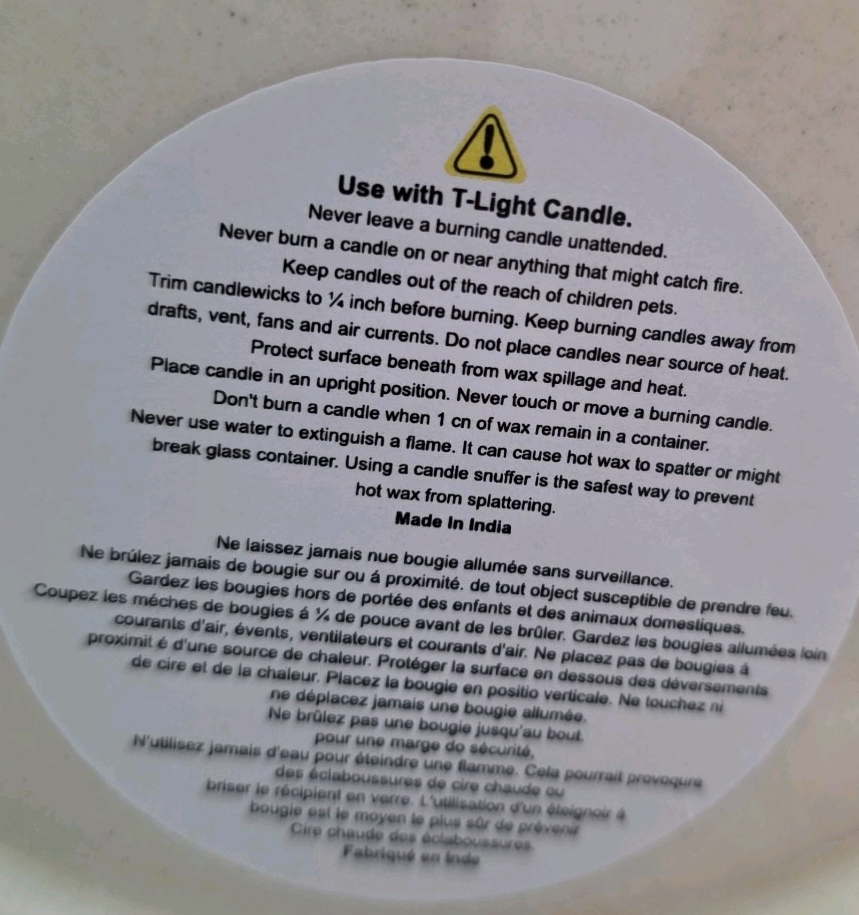 Use with T-Light Candle.
Never leave a burning candle unattended.
Never burn a candle on or near anything that might catch fire.
Keep candles out of the reach of children pets.
Trim candlewicks to ¼ inch before burning. Keep burning candles away from
drafts, vent, fans and air currents. Do not place candles near source of heat.
Protect surface beneath from wax spillage and heat.
Place candle in an upright position. Never touch or move a burning candle.
Don't burn a candle when 1 cn of wax remain in a container.
Never use water to extinguish a flame. It can cause hot wax to spatter or might
break glass container. Using a candle snuffer is the safest way to prevent
hot wax from splattering.
Made In India
Ne laissez jamais nue bougie allumée sans surveillance.
Ne brûlez jamais de bougie sur ou á proximité. de tout object susceptible de prendre feu.
Gardez les bougies hors de portée des enfants et des animaux domestiques.
Coupez les méches de bougies á ¼ de pouce avant de les brûler. Gardez les bougies allumées loin
courants d'air, évents, ventilateurs et courants d'air. Ne placez pas de bougies á
proximit é d'une source de chaleur. Protéger la surface en dessous des déversements
de cire et de la chaleur. Placez la bougie en positio verticale. Ne touchez ni
ne déplacez jamais une bougie allumée.
Ne brûlez pas une bougie jusqu'au bout.
pour une marge do sécurité,
N'utilisez jamais d'eau pour éteindre une flamme. Cela pourrait provoqure
des éclaboussures de cire chaude ou
briser le récipient en verre. L'utilisation d'un éteignoir á
bougie est le moyen le plus sûr de prévenir
Cire chaude des éclaboussures.
Fabriqué en Inde